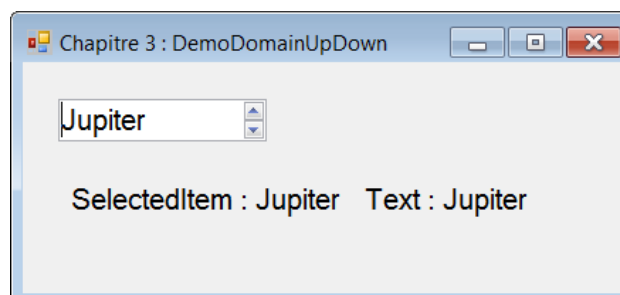 Chapitre 3 : DemoDomainUpDown
Jupiter
SelectedItem : Jupiter Text : Jupiter